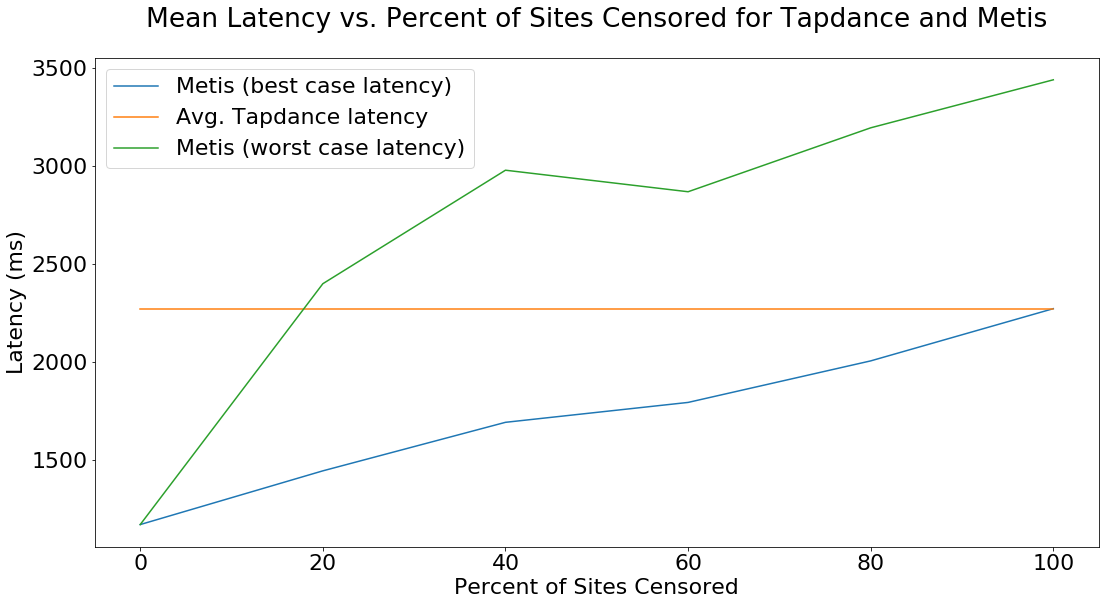 Mean Latency vs. Percent of Sites Censored for Tapdance and Metis
3500
3000
2500
2000
1500
Latency (ms)
Metis (best case latency)
Avg. Tapdance latency
Metis (worst case latency)
0 20 40 60 80 100
Percent of Sites Censored